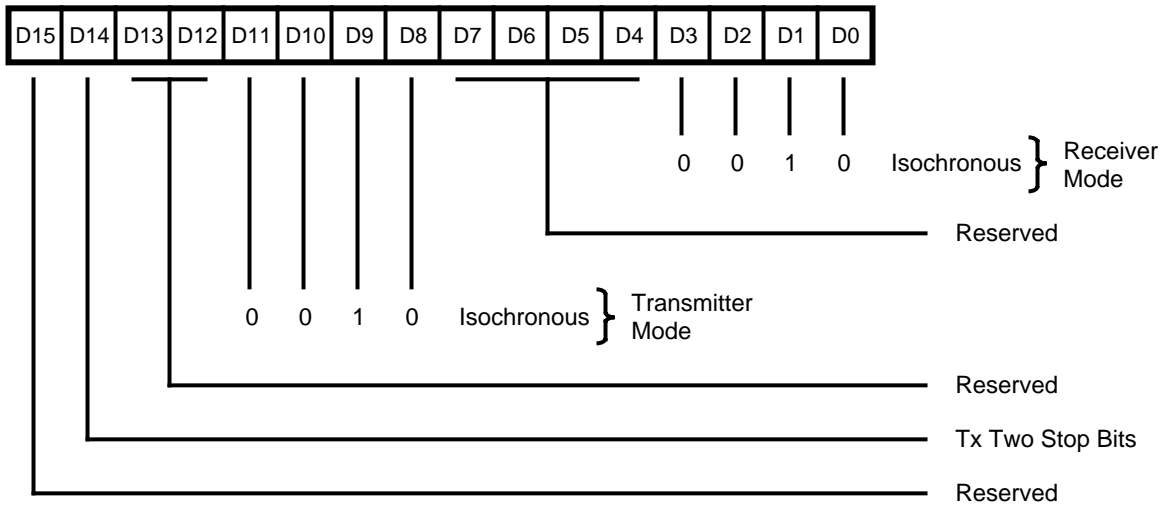 D15 D14 D13 D12 D11 D10 D9 D8 D7 D6 D5 D4 D3 D2 D1 D0
0 0 1 0 Isochronous } Receiver
Mode
Reserved
0 0 1 0 Isochronous } Transmitter
Mode
Reserved
Tx Two Stop Bits
Reserved